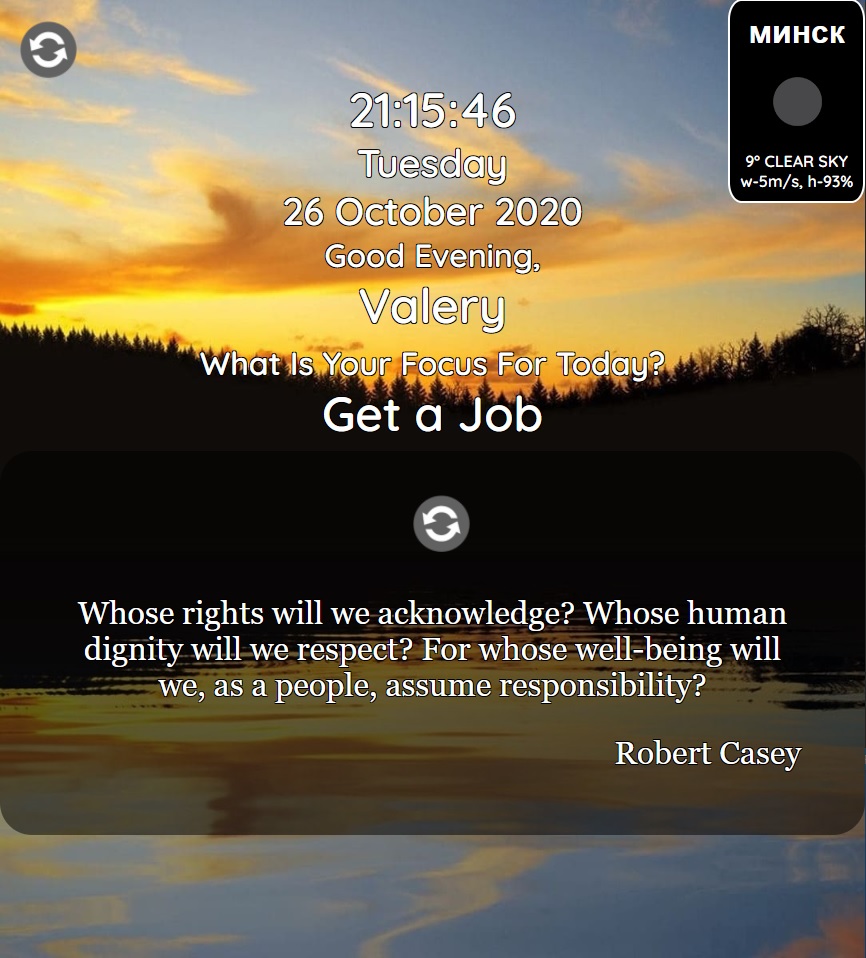 МИНСК
9° CLEAR SKY
w-5m/s, h-93%
21:15:46
Tuesday
26 October 2020
Good Evening,
Valery
What Is Your Focus For Today?
Get a Job
Whose rights will we acknowledge? Whose human
dignity will we respect? For whose well-being will
we, as a people, assume responsibility?
Robert Casey